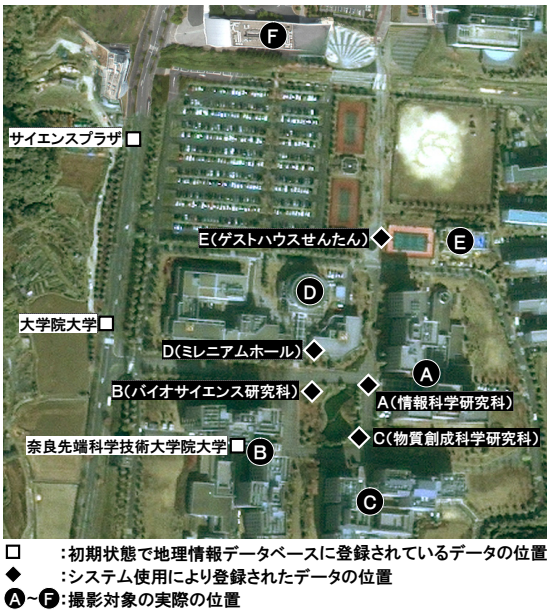 F
サイエンスプラザ
E(ゲストハウスせんたん)
E
D
大学院大学
D(ミレニアムホール)
A
B(バイオサイエンス研究科)
A(情報科学研究科)
C(物質創成科学研究科)
奈良先端科学技術大学院大学
B
C
□ :初期状態で地理情報データベースに登録されているデータの位置
◆ :システム使用により登録されたデータの位置
A~F:撮影対象の実際の位置